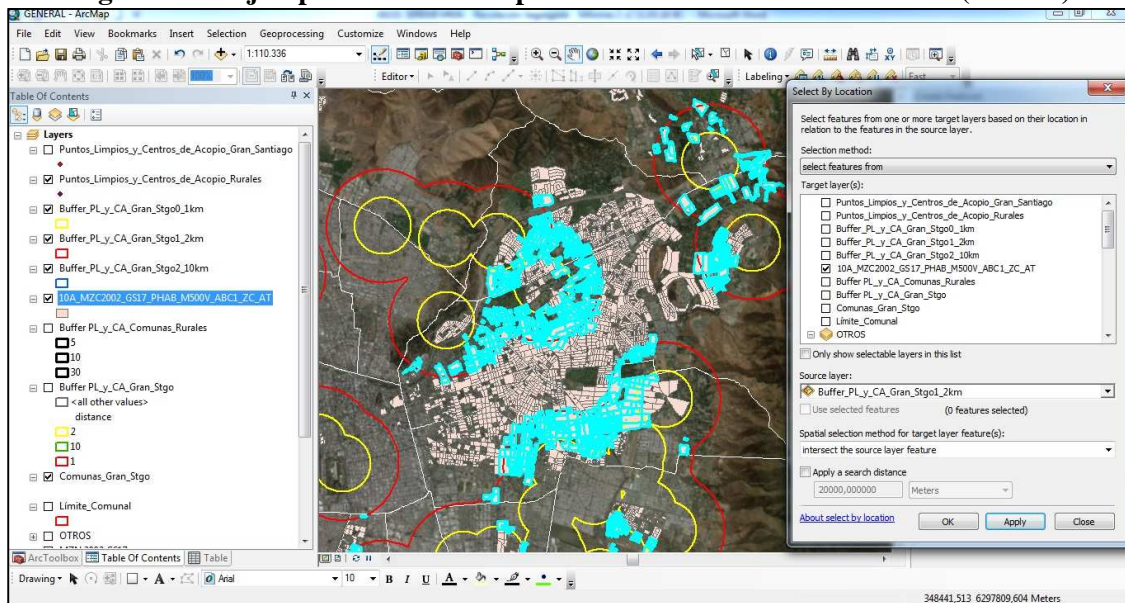 GENERAL - ArcMap
File Edit View Bookmarks Insert Selection Geoprocessing Customize Windows Help
1:110.336
Editor
Labeling
Table Of Contents
Layers
Puntos_Limpios_y_Centros_de_Acopio_Gran_Santiago
Puntos_Limpios_y_Centros_de_Acopio_Rurales
Buffer_PL_y_CA_Gran_Stgo0_1km
Buffer_PL_y_CA_Gran_Stgo1_2km
Buffer_PL_y_CA_Gran_Stgo2_10km
10A_MZC2002_GS17_PHAB_M500V_ABC1_ZC_AT
Buffer PL_y_CA_Comunas_Rurales
5
10
30
Buffer PL_y_CA_Gran_Stgo
<all other values>
distance
2
10
1
Comunas_Gran_Stgo
Límite_Comunal
OTROS
ArcToolbox Table Of Contents Table
Select By Location
Select features from one or more target layers based on their location in
relation to the features in the source layer.
Selection method:
select features from
Target layer(s):
Puntos_Limpios_y_Centros_de_Acopio_Gran_Santiago
Puntos_Limpios_y_Centros_de_Acopio_Rurales
Buffer_PL_y_CA_Gran_Stgo0_1km
Buffer_PL_y_CA_Gran_Stgo1_2km
Buffer_PL_y_CA_Gran_Stgo2_10km
10A_MZC2002_GS17_PHAB_M500V_ABC1_ZC_AT
Buffer PL_y_CA_Comunas_Rurales
Buffer PL_y_CA_Gran_Stgo
Comunas_Gran_Stgo
Límite_Comunal
OTROS
Only show selectable layers in this list
Source layer:
Buffer_PL_y_CA_Gran_Stgo1_2km
Use selected features (0 features selected)
Spatial selection method for target layer feature(s):
intersect the source layer feature
Apply a search distance
20000,000000 Meters
About select by location OK Apply Close
Drawing Arial 10 B I U A
348441,513 6297809,604 Meters